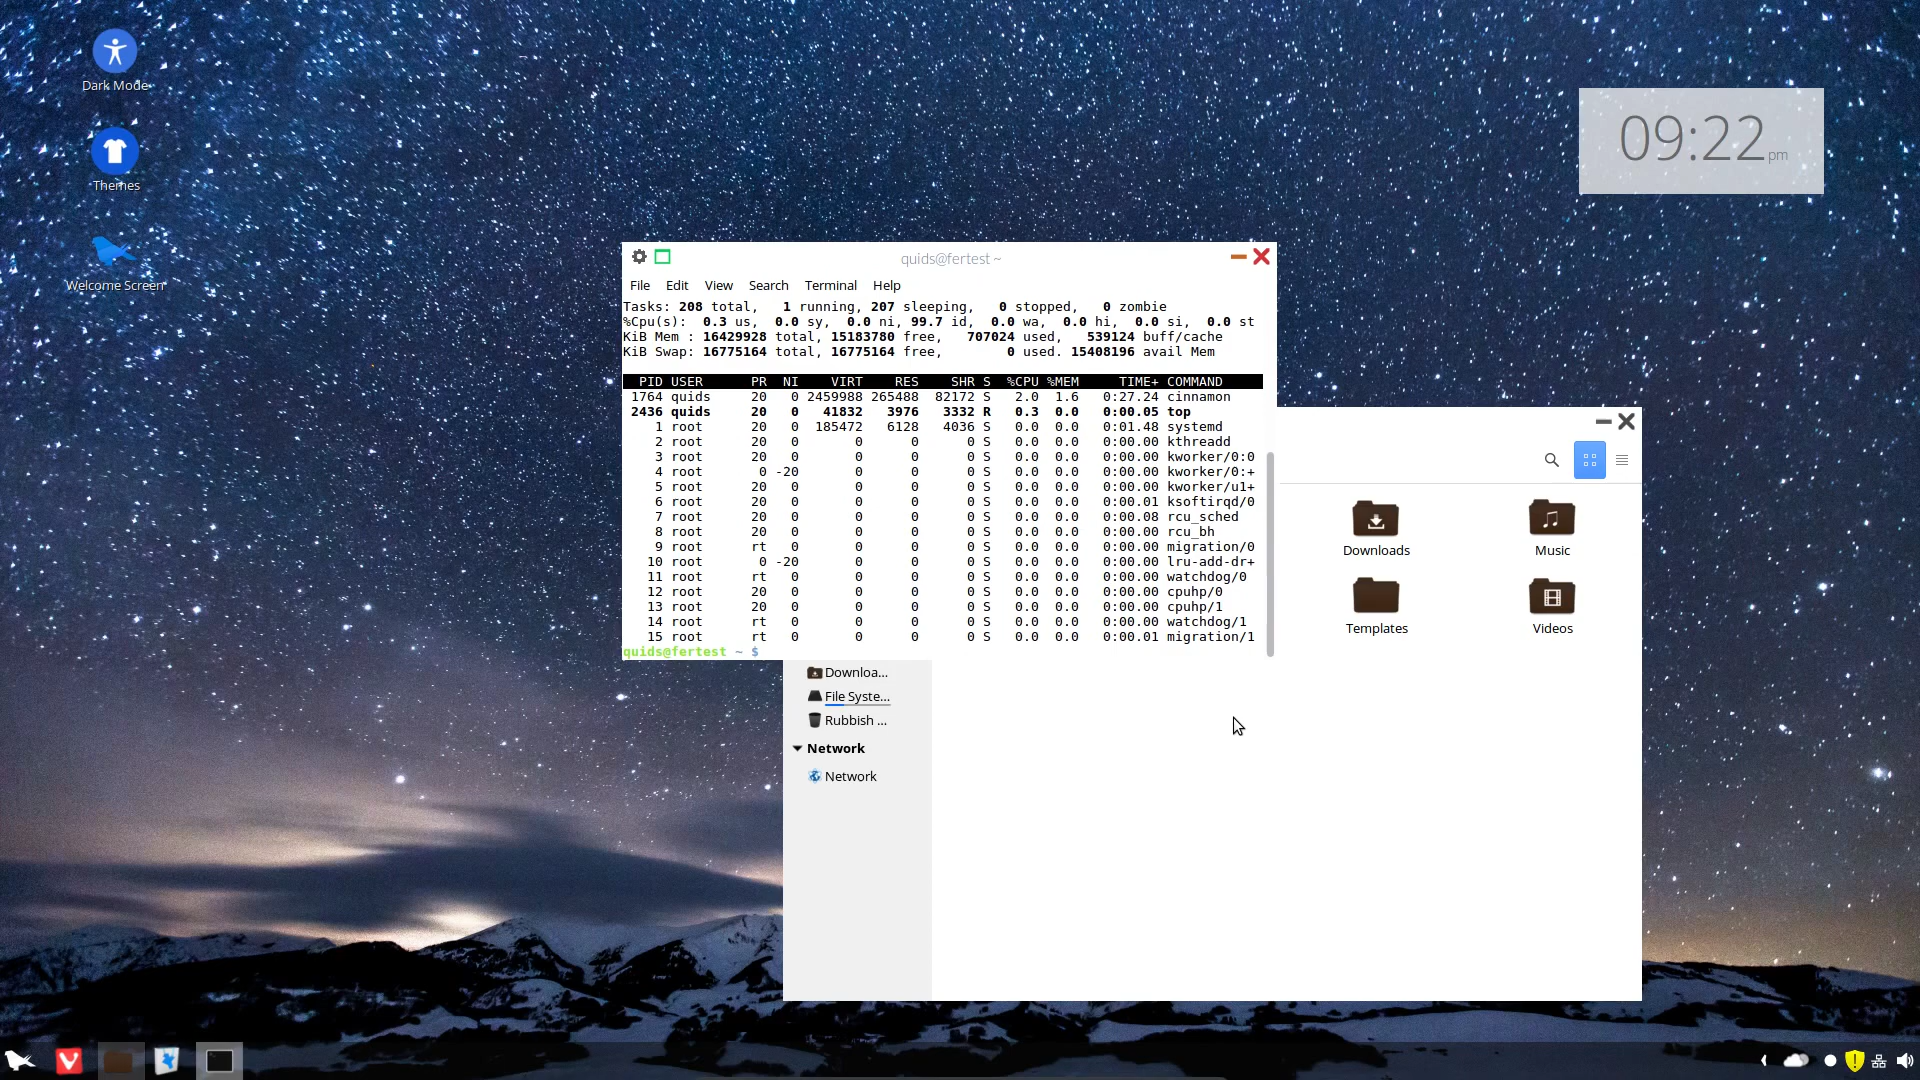 Dark Mode
Themes
Welcome Screen
09:22 pm
quids@fertest ~
File Edit View Search Terminal Help
Tasks: 208 total, 1 running, 207 sleeping, 0 stopped, 0 zombie
%Cpu(s): 0.3 us, 0.0 sy, 0.0 ni, 99.7 id, 0.0 wa, 0.0 hi, 0.0 si, 0.0 st
KiB Mem : 16429928 total, 15183780 free, 707024 used, 539124 buff/cache
KiB Swap: 16775164 total, 16775164 free, 0 used. 15408196 avail Mem
PID USER PR NI VIRT RES SHR S %CPU %MEM TIME+ COMMAND
1764 quids 20 0 2459988 265488 82172 S 2.0 1.6 0:27.24 cinnamon
2436 quids 20 0 41832 3976 3332 R 0.3 0.0 0:00.05 top
1 root 20 0 185472 6128 4036 S 0.0 0.0 0:01.48 systemd
2 root 20 0 0 0 0 S 0.0 0.0 0:00.00 kthreadd
3 root 20 0 0 0 0 S 0.0 0.0 0:00.00 kworker/0:0
4 root 0 -20 0 0 0 S 0.0 0.0 0:00.00 kworker/0:+
5 root 20 0 0 0 0 S 0.0 0.0 0:00.00 kworker/u1+
6 root 20 0 0 0 0 S 0.0 0.0 0:00.01 ksoftirqd/0
7 root 20 0 0 0 0 S 0.0 0.0 0:00.08 rcu_sched
8 root 20 0 0 0 0 S 0.0 0.0 0:00.00 rcu_bh
9 root rt 0 0 0 0 S 0.0 0.0 0:00.00 migration/0
10 root 0 -20 0 0 0 S 0.0 0.0 0:00.00 lru-add-dr+
11 root rt 0 0 0 0 S 0.0 0.0 0:00.00 watchdog/0
12 root 20 0 0 0 0 S 0.0 0.0 0:00.00 cpuhp/0
13 root 20 0 0 0 0 S 0.0 0.0 0:00.00 cpuhp/1
14 root rt 0 0 0 0 S 0.0 0.0 0:00.00 watchdog/1
15 root rt 0 0 0 0 S 0.0 0.0 0:00.01 migration/1
quids@fertest ~ $
Downloads
Music
Templates
Videos
Downloa...
File Syste...
Rubbish ...
Network
Network